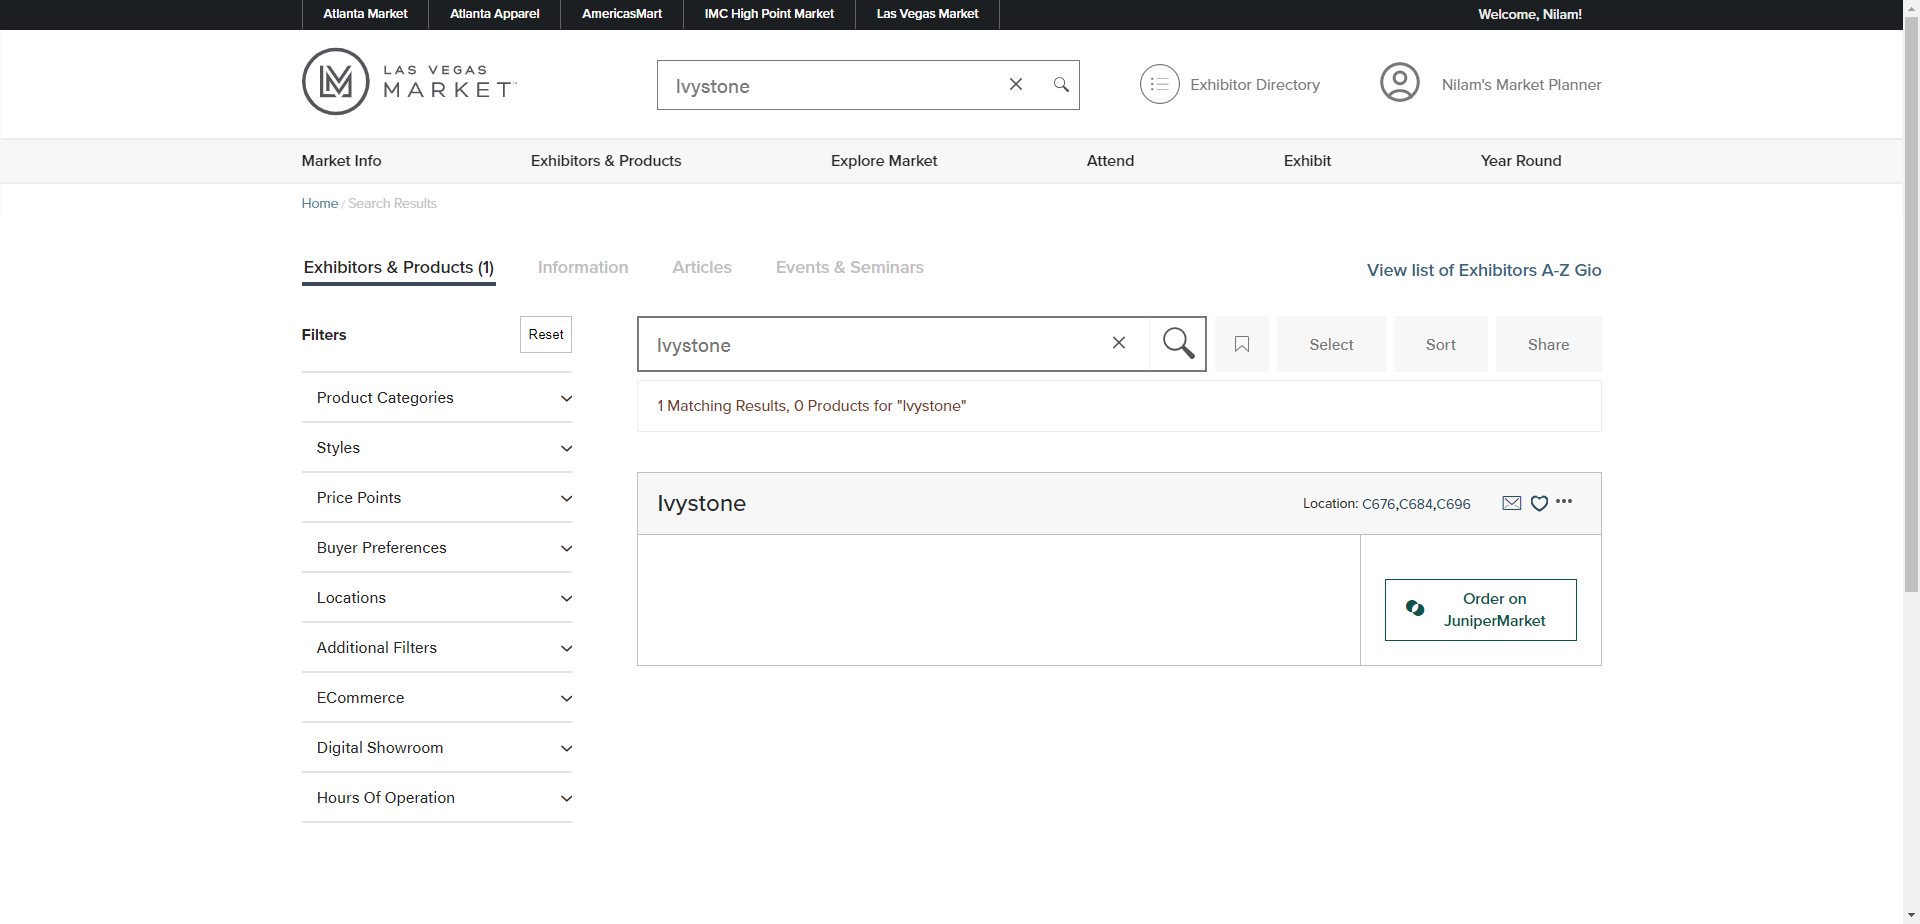 Atlanta Market
Atlanta Apparel
AmericasMart
IMC High Point Market
Las Vegas Market
Welcome, Nilam!
LAS VEGAS
MARKET
Ivystone
Exhibitor Directory
Nilam's Market Planner
Market Info
Exhibitors & Products
Explore Market
Attend
Exhibit
Year Round
Home / Search Results
Exhibitors & Products (1)
Information
Articles
Events & Seminars
View list of Exhibitors A-Z Gio
Filters
Reset
Ivystone
Select
Sort
Share
1 Matching Results, 0 Products for "Ivystone"
Product Categories
Styles
Price Points
Buyer Preferences
Locations
Additional Filters
ECommerce
Digital Showroom
Hours Of Operation
Ivystone
Location: C676,C684,C696
Order on
JuniperMarket